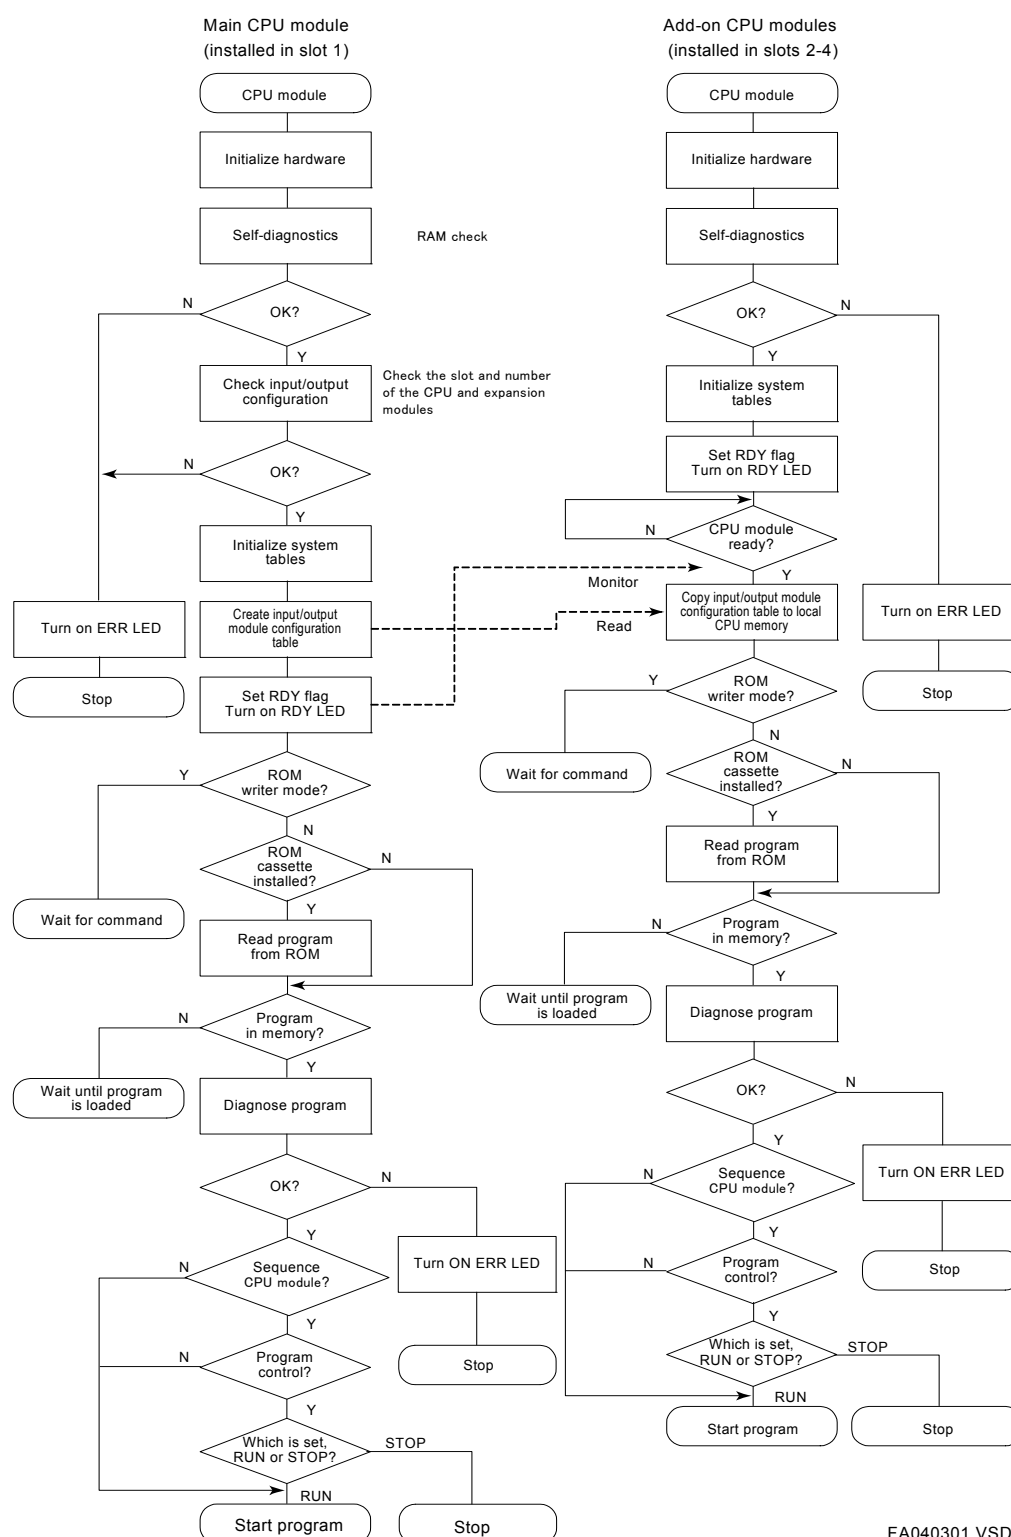 Main CPU module
(installed in slot 1)
CPU module
Initialize hardware
Self-diagnostics
RAM check
N
OK?
Y
Check input/output
configuration
Check the slot and number
of the CPU and expansion
modules
N
OK?
Y
Initialize system
tables
Turn on ERR LED
Stop
Create input/output
module configuration
table
Set RDY flag
Turn on RDY LED
Y
ROM
writer mode?
N
Wait for command
ROM
cassette
installed?
N
Y
Read program
from ROM
N
Program
in memory?
Y
Wait until program
is loaded
Diagnose program
N
OK?
Y
Turn ON ERR LED
Stop
N
Sequence
CPU module?
Y
N
Program
control?
Y
Which is set,
RUN or STOP?
STOP
RUN
Start program
Stop
Monitor
Read
Add-on CPU modules
(installed in slots 2-4)
CPU module
Initialize hardware
Self-diagnostics
OK?
N
Y
Initialize system
tables
Set RDY flag
Turn on RDY LED
N
CPU module
ready?
Y
Copy input/output module
configuration table to local
CPU memory
Turn on ERR LED
Stop
Y
ROM
writer mode?
N
Wait for command
ROM
cassette
installed?
N
Y
Read program
from ROM
N
Program
in memory?
Y
Wait until program
is loaded
Diagnose program
OK?
N
Y
Turn ON ERR LED
Stop
N
Sequence
CPU module?
Y
N
Program
control?
Y
Which is set,
RUN or STOP?
STOP
RUN
Start program
Stop
FA040301.VSD